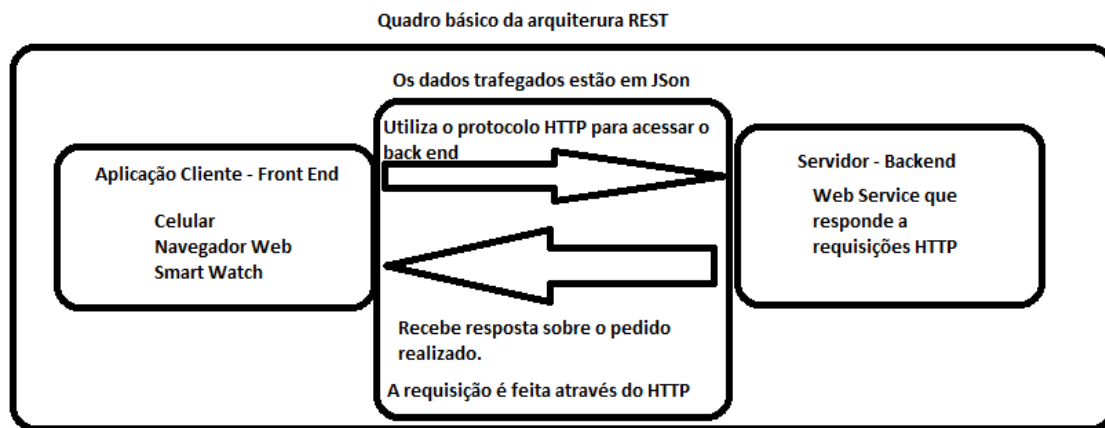 Quadro básico da arquiterura REST
Os dados trafegados estão em JSon
Utiliza o protocolo HTTP para acessar o
back end
Aplicação Cliente - Front End
Celular
Navegador Web
Smart Watch
Servidor - Backend
Web Service que
responde a
requisições HTTP
Recebe resposta sobre o pedido
realizado.
A requisição é feita através do HTTP